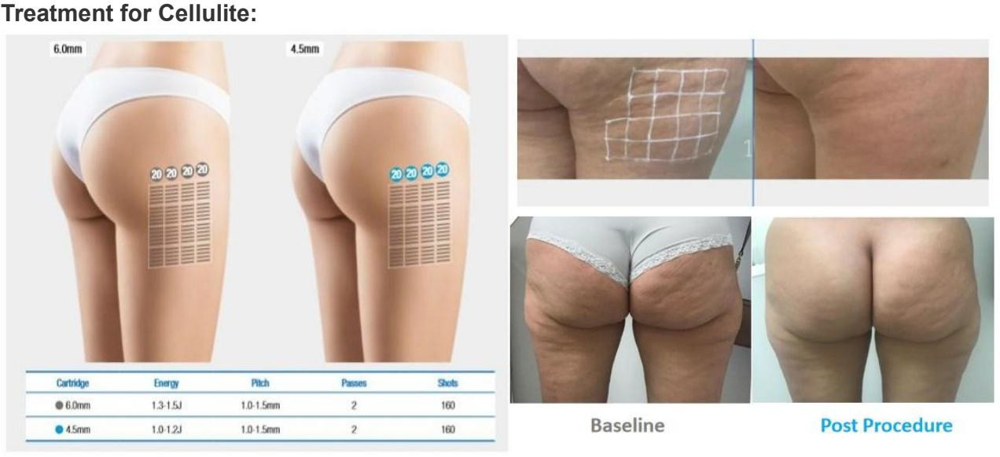 Treatment for Cellulite:
6.0mm
4.5mm
20 20 20 20
20 20 20 20
Cartridge Energy Pitch Passes Shots
6.0mm 1.3-1.5J 1.0-1.5mm 2 160
4.5mm 1.0-1.2J 1.0-1.5mm 2 160
1
Baseline
Post Procedure